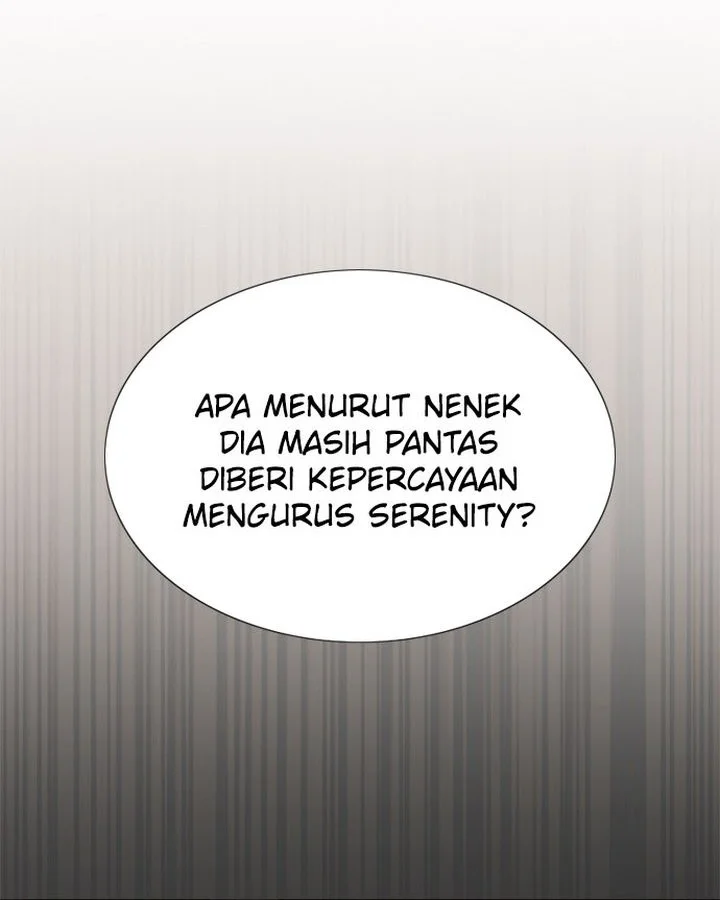 APA MENURUT NENEK
DIA MASIH PANTAS
DIBERI KEPERCAYAAN
MENGURUS SERENITY?